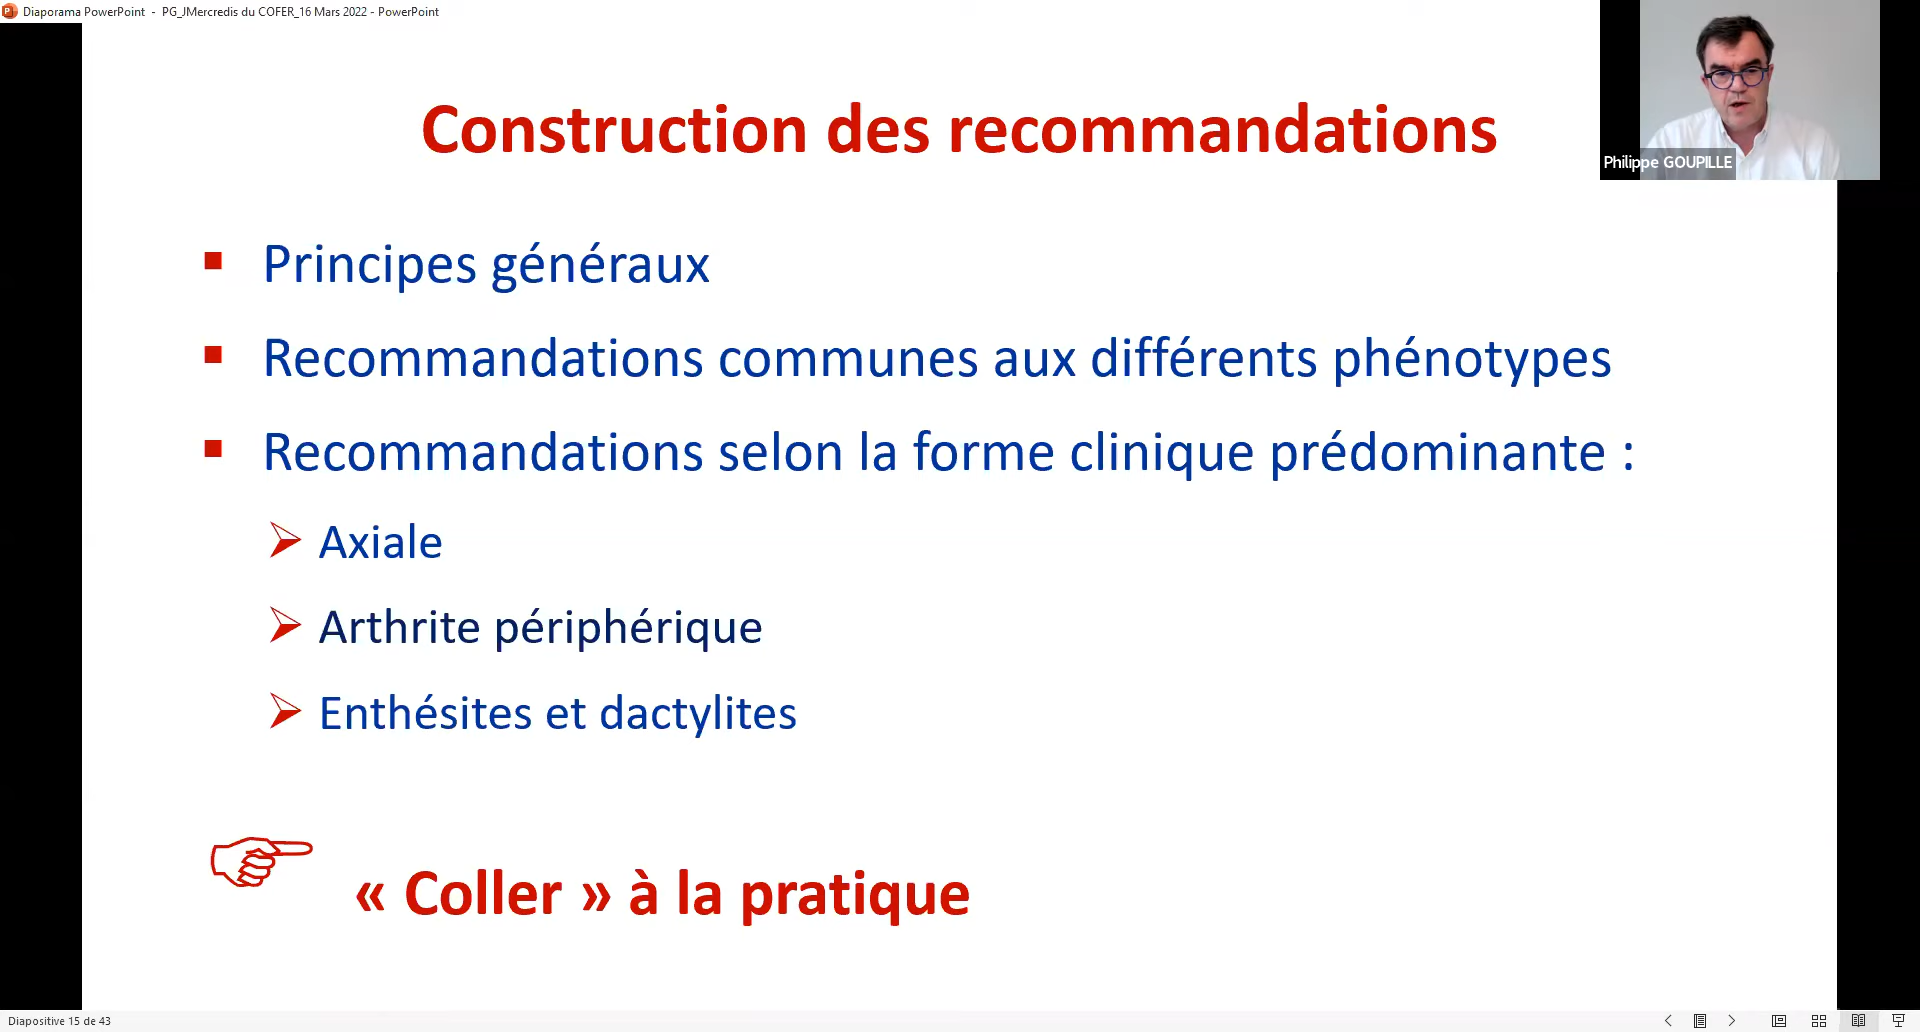 Diaporama PowerPoint - PG_JMercredis du COFER_16 Mars 2022 - PowerPoint
Philippe GOUPILLE
Construction des recommandations
Principes généraux
Recommandations communes aux différents phénotypes
Recommandations selon la forme clinique prédominante :
Axiale
Arthrite périphérique
Enthésites et dactylites
« Coller » à la pratique
Diapositive 15 de 43